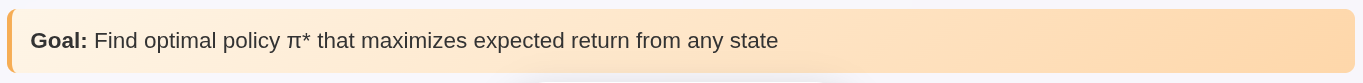 Goal: Find optimal policy π* that maximizes expected return from any state